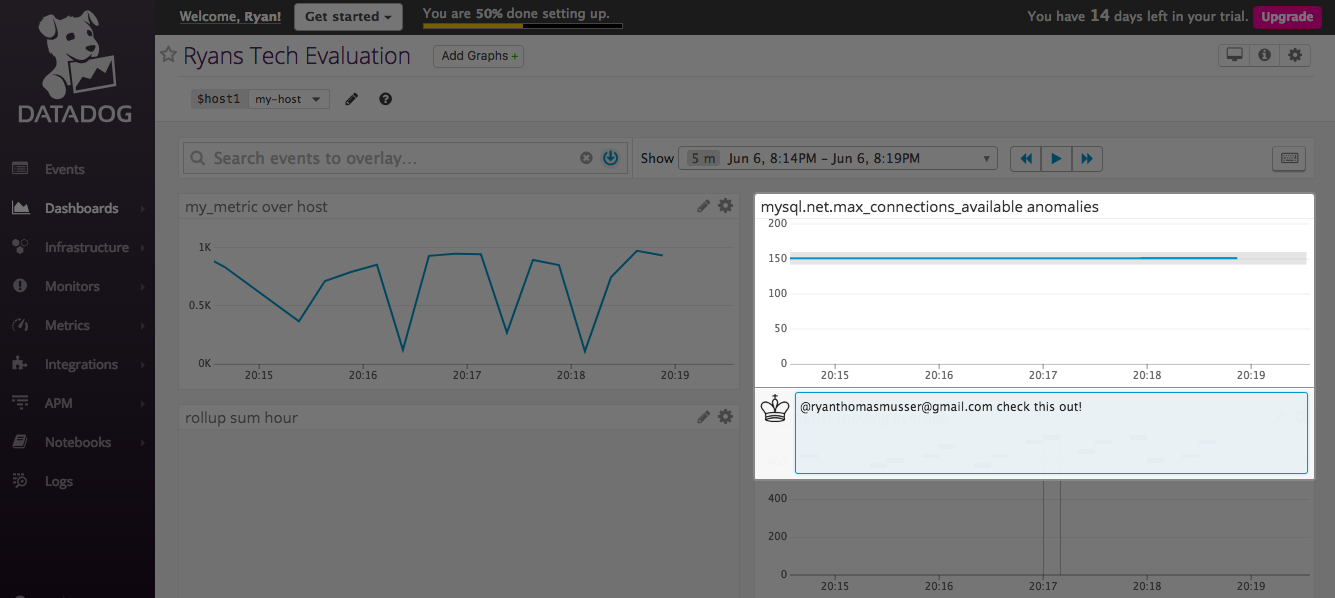 Welcome, Ryan!
Get started
You are 50% done setting up.
You have 14 days left in your trial.
Upgrade
DATADOG
Ryans Tech Evaluation
Add Graphs +
$host1
my-host
Search events to overlay...
Show
5 m
Jun 6, 8:14PM – Jun 6, 8:19PM
Events
Dashboards
Infrastructure
Monitors
Metrics
Integrations
APM
Notebooks
Logs
my_metric over host
1K
0.5K
0K
20:15 20:16 20:17 20:18 20:19
mysql.net.max_connections_available anomalies
200
150
100
50
0
20:15 20:16 20:17 20:18 20:19
@ryanthomasmusser@gmail.com check this out!
rollup sum hour
400
200
0
20:15 20:16 20:17 20:18 20:19